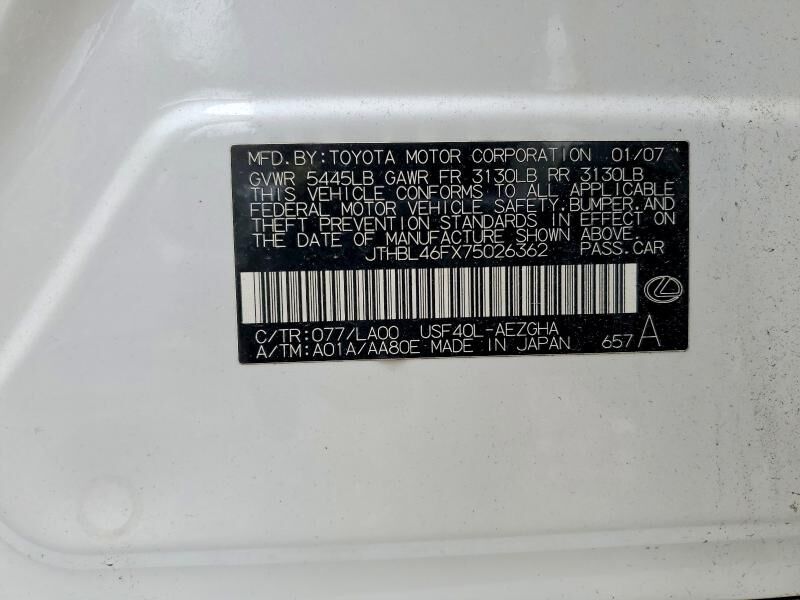 MFD.BY:TOYOTA MOTOR CORPORATION 01/07
GVWR 5445LB GAWR FR 3130LB RR 3130LB
THIS VEHICLE CONFORMS TO ALL APPLICABLE
FEDERAL MOTOR VEHICLE SAFETY,BUMPER,AND
THEFT PREVENTION STANDARDS IN EFFECT ON
THE DATE OF MANUFACTURE SHOWN ABOVE.
JTHBL46FX75026362 PASS.CAR
C/TR:077/LA00 USF40L-AEZGHA
A/TM:A01A/AA80E MADE IN JAPAN 657 A